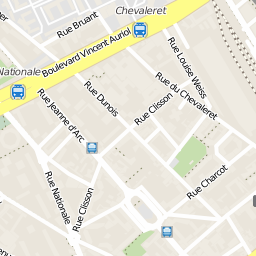 Chevaleret
Rue Bruant
Boulevard Vincent Auriol
Nationale
Rue Louise Weiss
Rue du Chevaleret
Rue Jeanne d'Arc
Rue Dunois
Rue Clisson
Rue Charcot
Rue Nationale
Rue Clisson